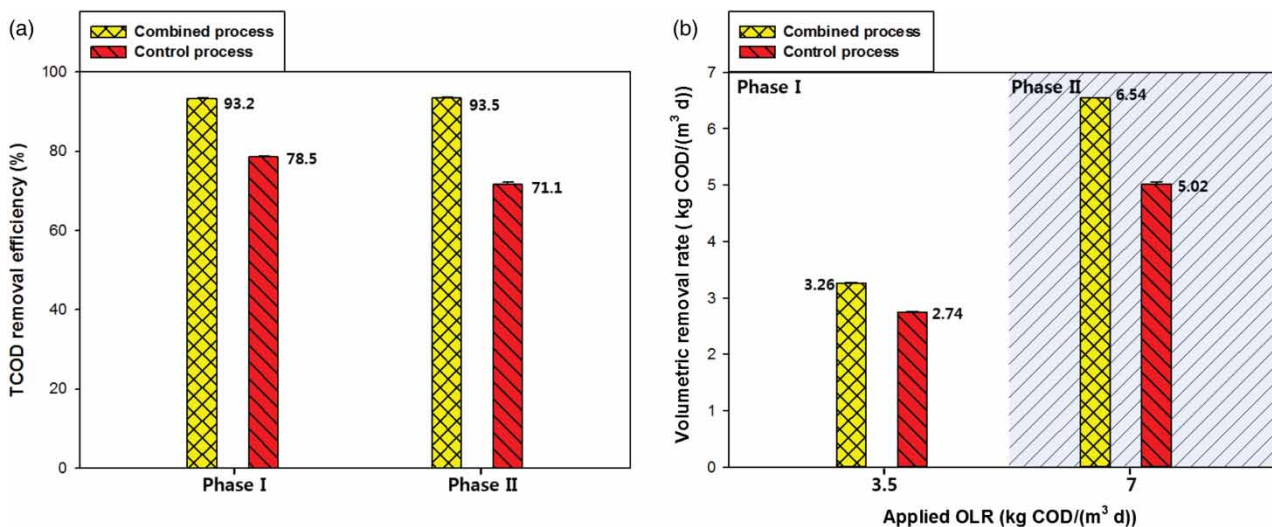 (a)
Combined process
Control process
TCOD removal efficiency (%)
100
80
60
40
20
0
93.2
78.5
93.5
71.1
Phase I
Phase II
(b)
Combined process
Control process
Volumetric removal rate ( kg COD/(m³ d))
7
6
5
4
3
2
1
0
Phase I
Phase II
3.26
2.74
6.54
5.02
3.5
7
Applied OLR (kg COD/(m³ d))